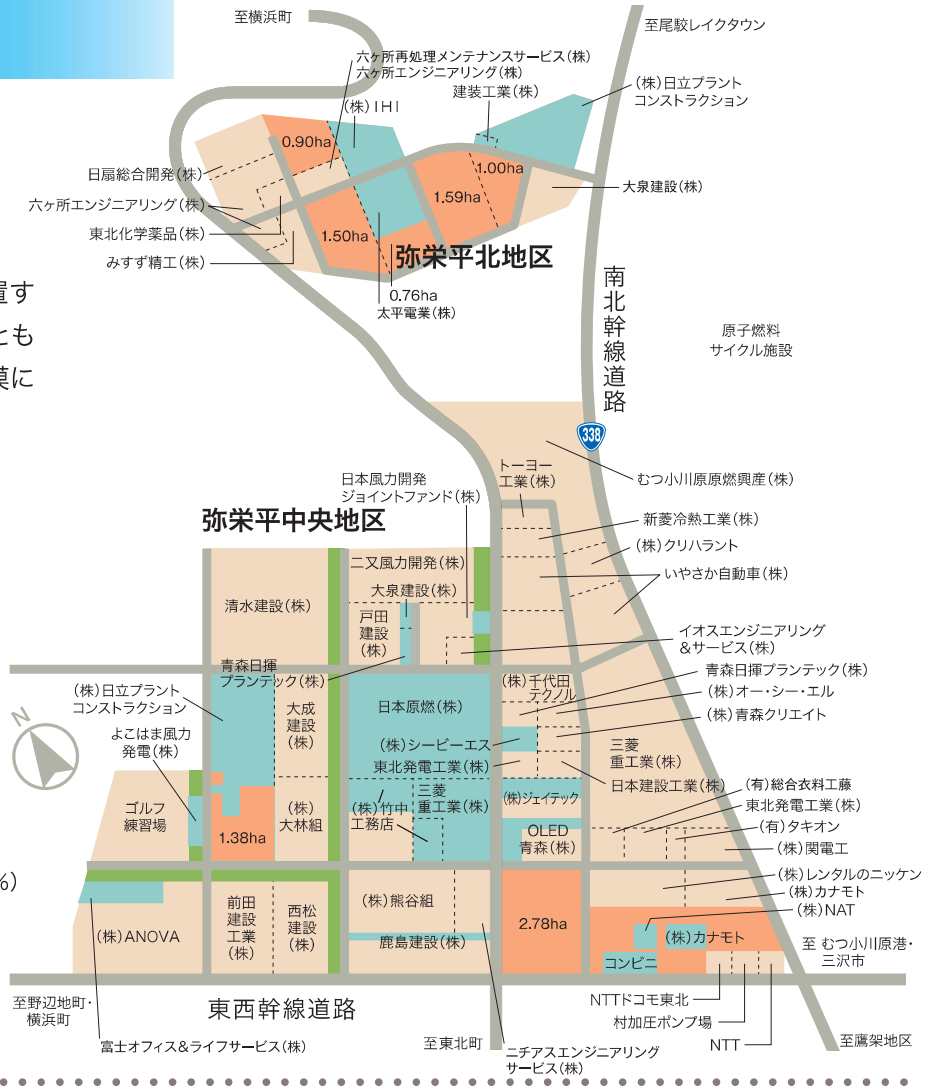 至横浜町
至尾駮レイクタウン
六ヶ所再処理メンテナンスサービス(株)
六ヶ所エンジニアリング(株)
(株)IHI
建装工業(株)
(株)日立プラント
コンストラクション
0.90ha
1.00ha
日扇総合開発(株)
1.59ha
大泉建設(株)
六ヶ所エンジニアリング(株)
東北化学薬品(株)
1.50ha
みすず精工(株)
弥栄平北地区
0.76ha
太平電業(株)
置す
とも
漠に
南北幹線道路
原子燃料
サイクル施設
338
トーヨー
工業(株)
むつ小川原原燃興産(株)
日本風力開発
ジョイントファンド(株)
弥栄平中央地区
新菱冷熱工業(株)
(株)クリハラント
いやさか自動車(株)
二又風力開発(株)
大泉建設(株)
清水建設(株)
戸田
建設
(株)
イオスエンジニアリング
&サービス(株)
青森日揮
プランテック(株)
(株)千代田
テクノル
青森日揮プランテック(株)
(株)オー・シー・エル
(株)青森クリエイト
(株)日立プラント
コンストラクション
大成
建設
(株)
日本原燃(株)
N
よこはま風力
発電(株)
(株)シービーエス
東北発電工業(株)
三菱
重工業(株)
日本建設工業(株)
(有)総合衣料工藤
東北発電工業(株)
(有)タキオン
(株)関電工
ゴルフ
練習場
1.38ha
(株)
大林組
(株)竹中
工務店
三菱
重工業(株)
(株)ジェイテック
OLED
青森(株)
%)
(株)レンタルのニッケン
(株)カナモト
(株)NAT
(株)ANOVA
前田
建設
工業
(株)
西松
建設
(株)
(株)熊谷組
鹿島建設(株)
2.78ha
(株)カナモト
コンビニ
至 むつ小川原港・
三沢市
至野辺地町・
横浜町
東西幹線道路
NTTドコモ東北
村加圧ポンプ場
NTT
富士オフィス&ライフサービス(株)
至東北町
ニチアスエンジニアリング
サービス(株)
至鷹架地区